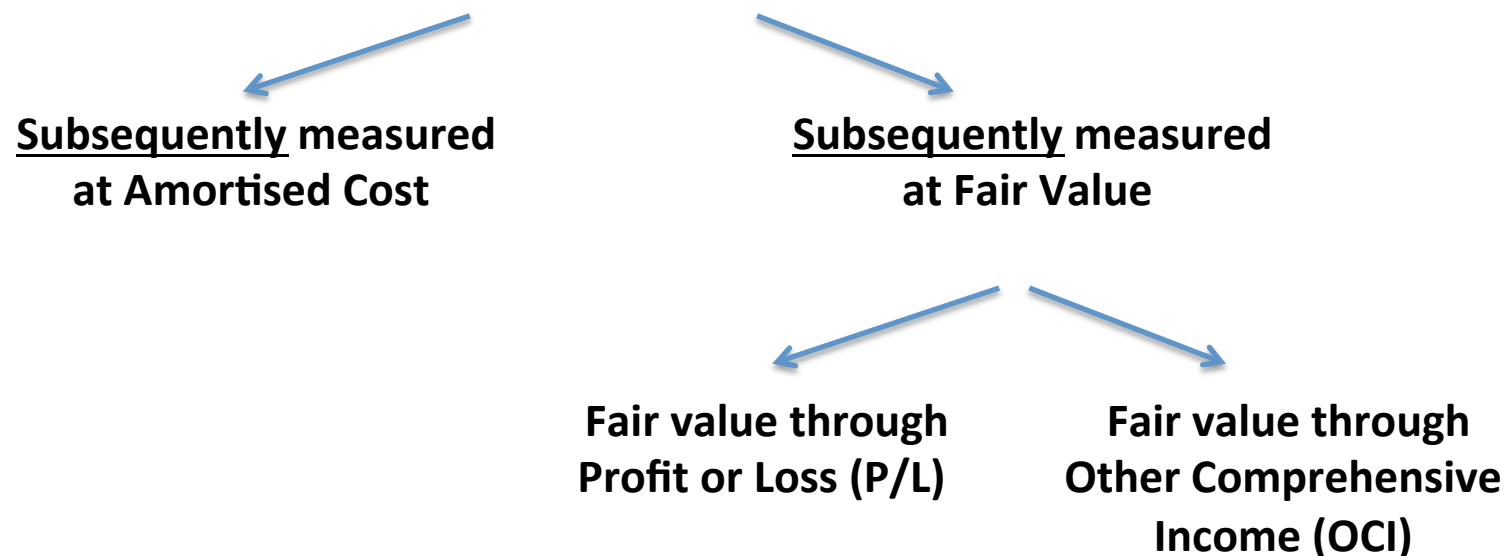 Subsequently measured
at Amortised Cost
Subsequently measured
at Fair Value
Fair value through
Profit or Loss (P/L)
Fair value through
Other Comprehensive
Income (OCI)